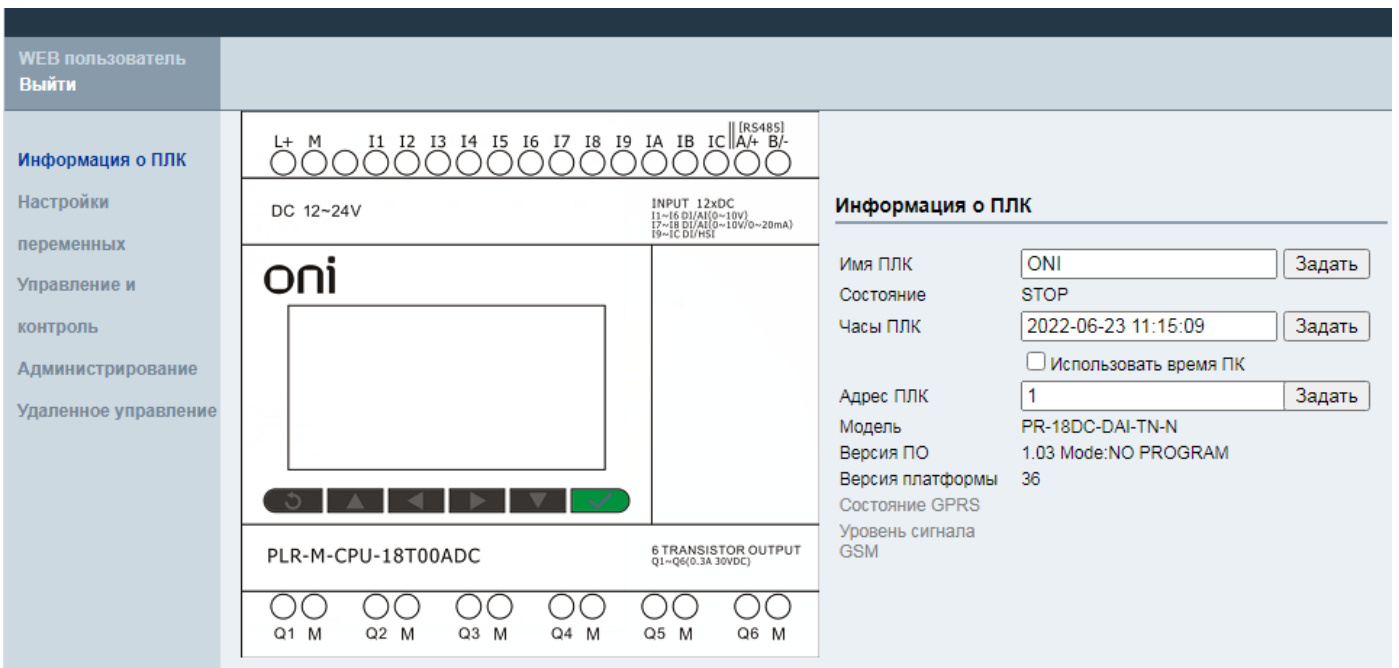 WEB пользователь
Выйти
Информация о ПЛК
Настройки
переменных
Управление и
контроль
Администрирование
Удаленное управление
L+ M I1 I2 I3 I4 I5 I6 I7 I8 I9 IA IB IC [RS485] A/+ B/-
DC 12~24V
INPUT 12xDC
I1~I6 DI/AI(0~10V)
I7~I8 DI/AI(0~10V/0~20mA)
I9~IC DI/HSI
oni
PLR-M-CPU-18T00ADC
6 TRANSISTOR OUTPUT
Q1~Q6(0.3A 30VDC)
Q1 M Q2 M Q3 M Q4 M Q5 M Q6 M
Информация о ПЛК
Имя ПЛК ONI Задать
Состояние STOP
Часы ПЛК 2022-06-23 11:15:09 Задать
Использовать время ПК
Адрес ПЛК 1 Задать
Модель PR-18DC-DAI-TN-N
Версия ПО 1.03 Mode:NO PROGRAM
Версия платформы 36
Состояние GPRS
Уровень сигнала
GSM